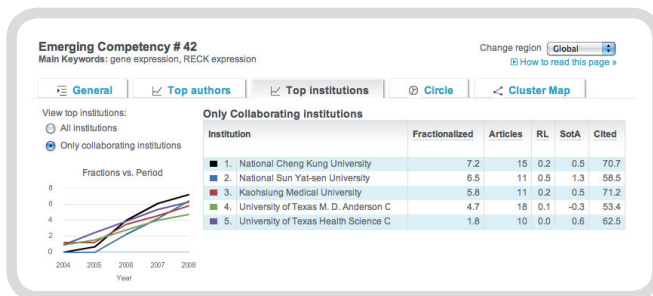 Emerging Competency # 42
Main Keywords: gene expression, RECK expression
Change region Global
How to read this page »
General Top authors Top institutions Circle Cluster Map
View top institutions:
All institutions
Only collaborating institutions
Only Collaborating Institutions
Institution Fractionalized Articles RL SotA Cited
1. National Cheng Kung University 7.2 15 0.2 0.5 70.7
2. National Sun Yat-sen University 6.5 11 0.5 1.3 58.5
3. Kaohsiung Medical University 5.8 11 0.2 0.5 71.2
4. University of Texas M. D. Anderson C 4.7 18 0.1 -0.3 53.4
5. University of Texas Health Science C 1.8 10 0.0 0.6 62.5
Fractions vs. Period
8
6
4
2
0
2004 2005 2006 2007 2008
Year